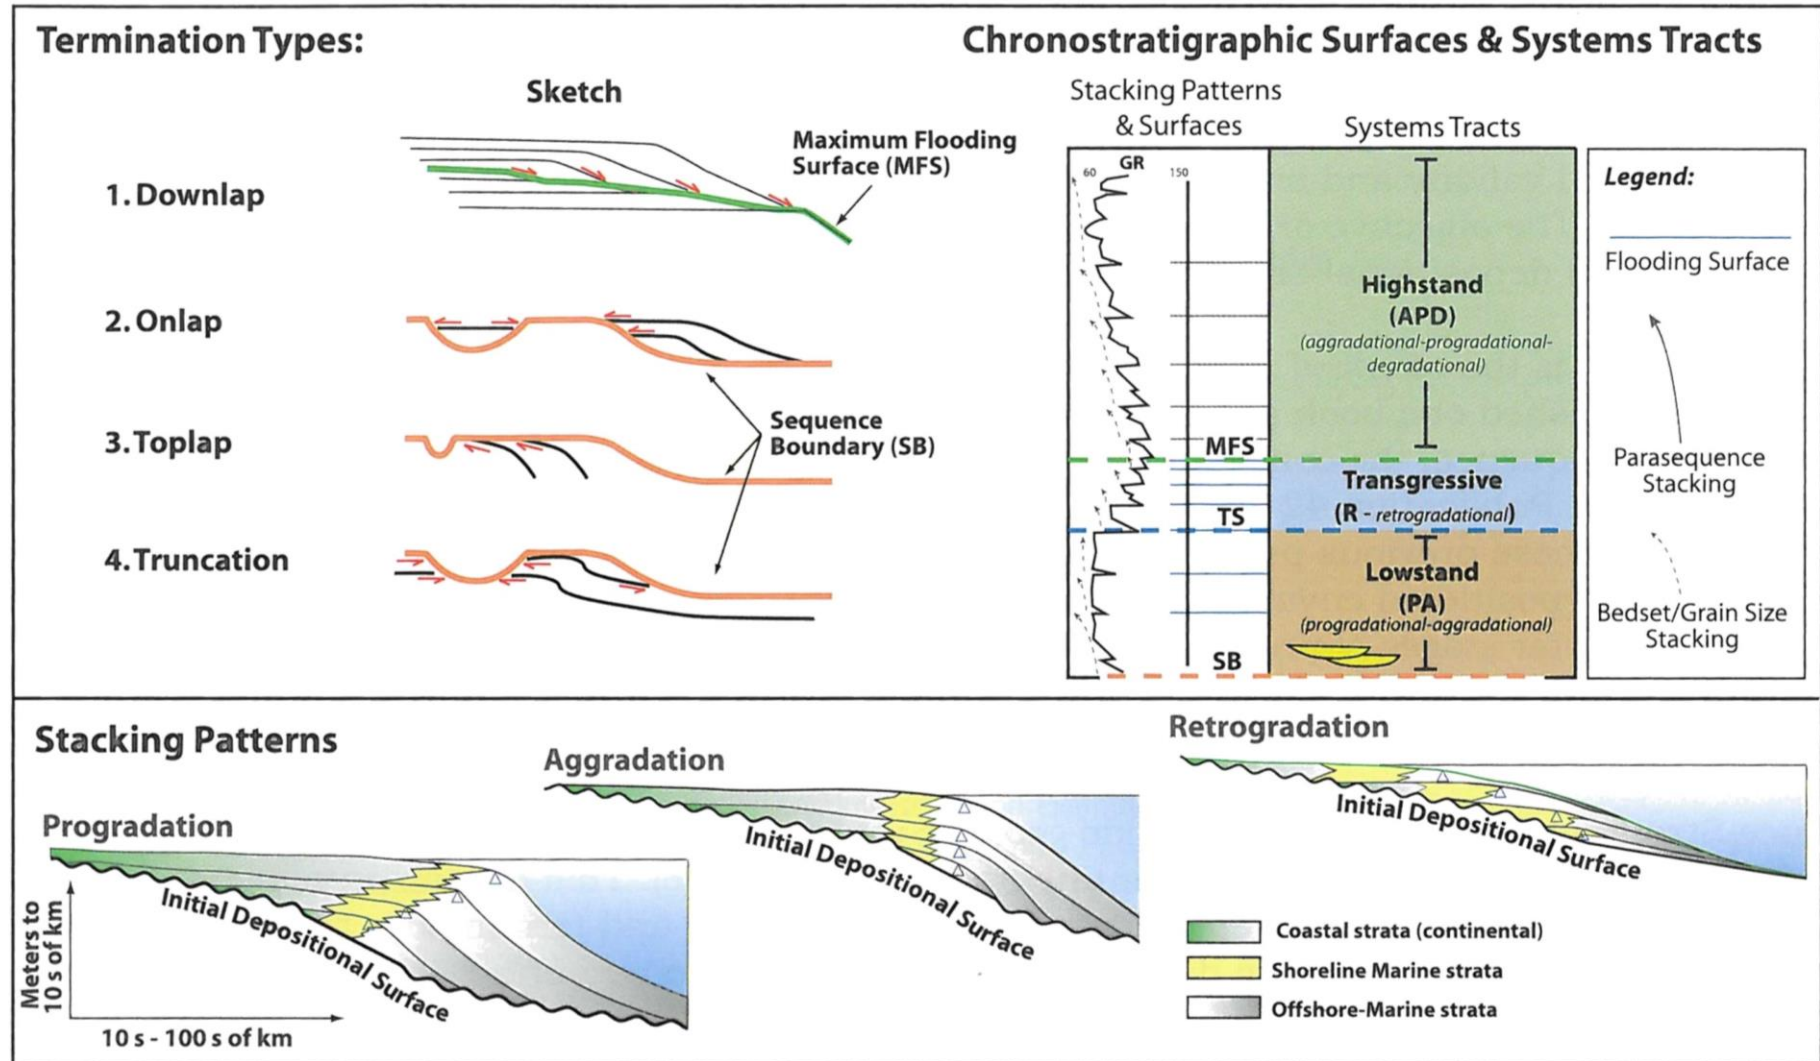 Termination Types:
Sketch
1. Downlap
Maximum Flooding
Surface (MFS)
2. Onlap
3. Toplap
Sequence
Boundary (SB)
4. Truncation
Chronostratigraphic Surfaces & Systems Tracts
Stacking Patterns
& Surfaces
Systems Tracts
GR
60
150
MFS
TS
SB
Highstand
(APD)
(aggradational-progradational-
degradational)
Transgressive
(R - retrogradational)
Lowstand
(PA)
(progradational-aggradational)
Legend:
Flooding Surface
Parasequence
Stacking
Bedset/Grain Size
Stacking
Stacking Patterns
Progradation
Initial Depositional Surface
Meters to
10 s of km
10 s - 100 s of km
Aggradation
Initial Depositional Surface
Retrogradation
Initial Depositional Surface
Coastal strata (continental)
Shoreline Marine strata
Offshore-Marine strata